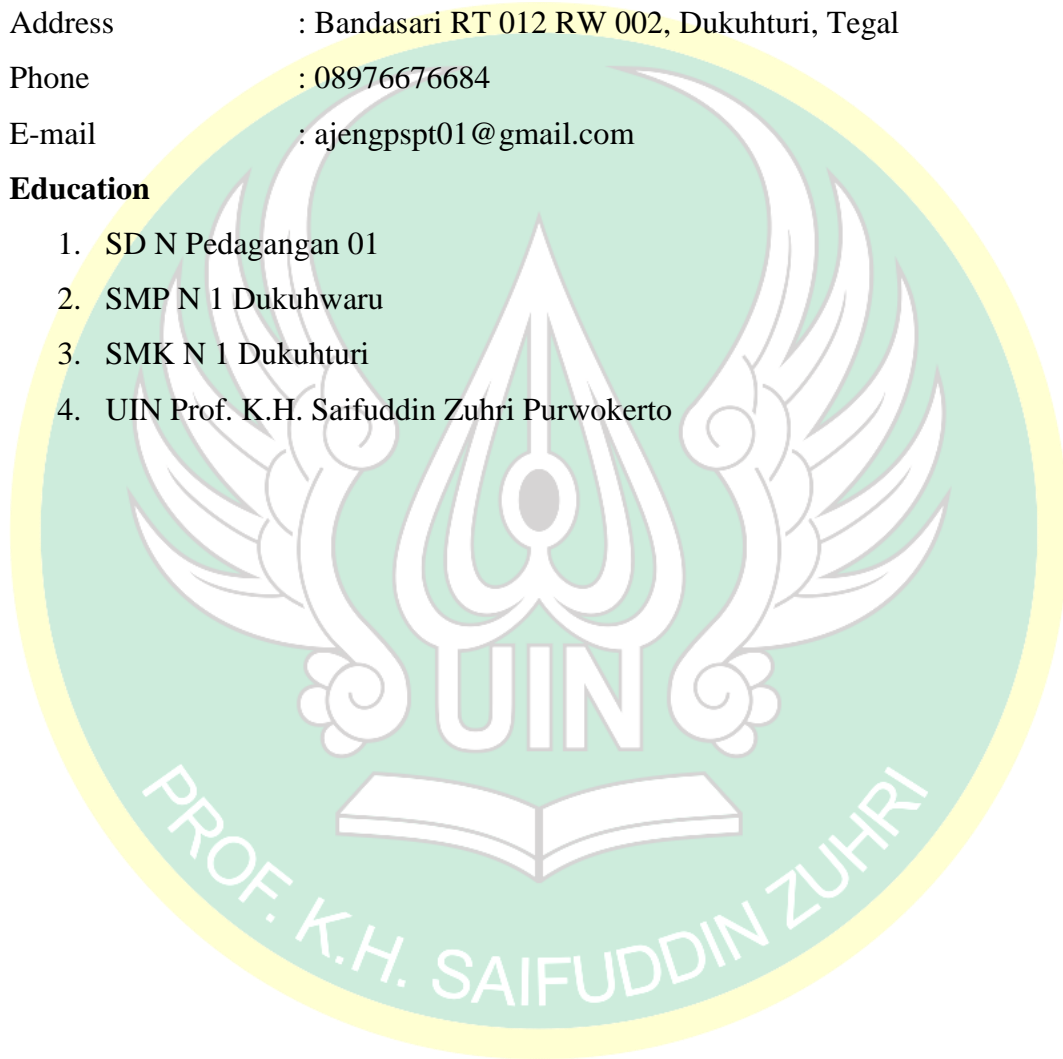 Address : Bandasari RT 012 RW 002, Dukuhturi, Tegal
Phone : 08976676684
E-mail : ajengpspt01@gmail.com
Education
1. SD N Pedagangan 01
2. SMP N 1 Dukuhwaru
3. SMK N 1 Dukuhturi
4. UIN Prof. K.H. Saifuddin Zuhri Purwokerto
UIN
PROF. K.H. SAIFUDDIN ZUHRI